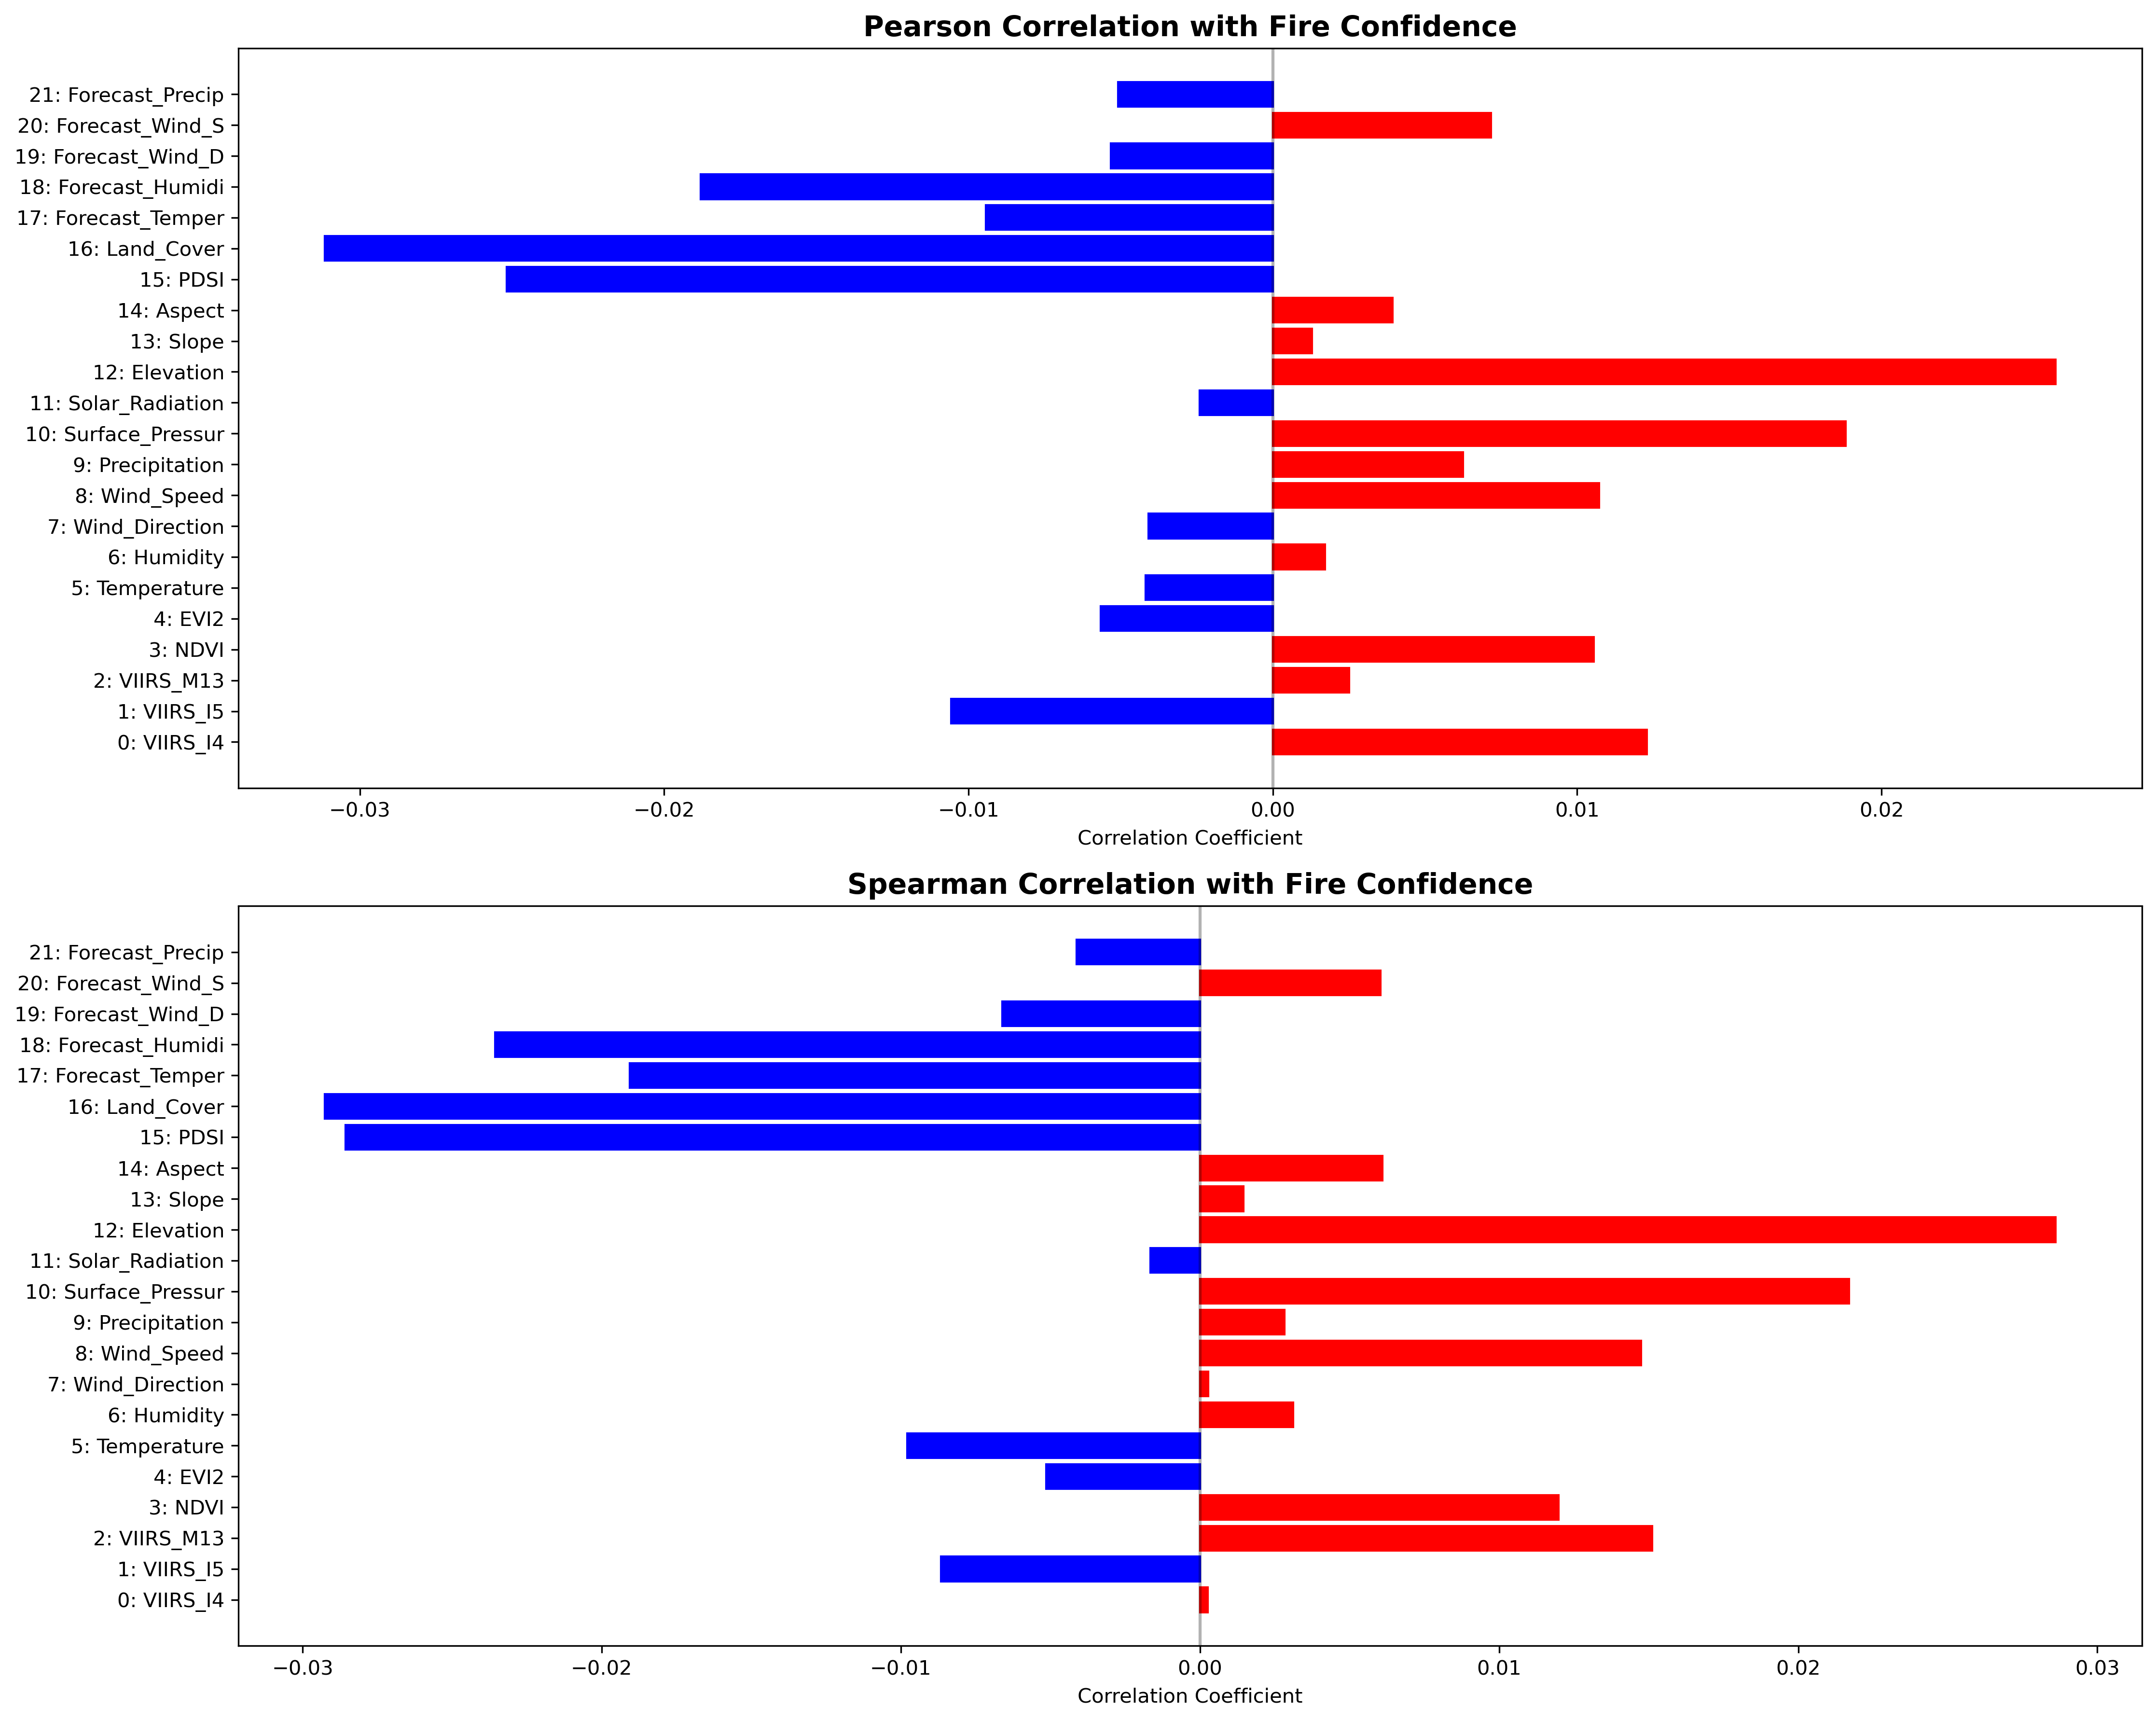 Pearson Correlation with Fire Confidence
21: Forecast_Precip
20: Forecast_Wind_S
19: Forecast_Wind_D
18: Forecast_Humidi
17: Forecast_Temper
16: Land_Cover
15: PDSI
14: Aspect
13: Slope
12: Elevation
11: Solar_Radiation
10: Surface_Pressur
9: Precipitation
8: Wind_Speed
7: Wind_Direction
6: Humidity
5: Temperature
4: EVI2
3: NDVI
2: VIIRS_M13
1: VIIRS_I5
0: VIIRS_I4
−0.03 −0.02 −0.01 0.00 0.01 0.02
Correlation Coefficient
Spearman Correlation with Fire Confidence
21: Forecast_Precip
20: Forecast_Wind_S
19: Forecast_Wind_D
18: Forecast_Humidi
17: Forecast_Temper
16: Land_Cover
15: PDSI
14: Aspect
13: Slope
12: Elevation
11: Solar_Radiation
10: Surface_Pressur
9: Precipitation
8: Wind_Speed
7: Wind_Direction
6: Humidity
5: Temperature
4: EVI2
3: NDVI
2: VIIRS_M13
1: VIIRS_I5
0: VIIRS_I4
−0.03 −0.02 −0.01 0.00 0.01 0.02 0.03
Correlation Coefficient